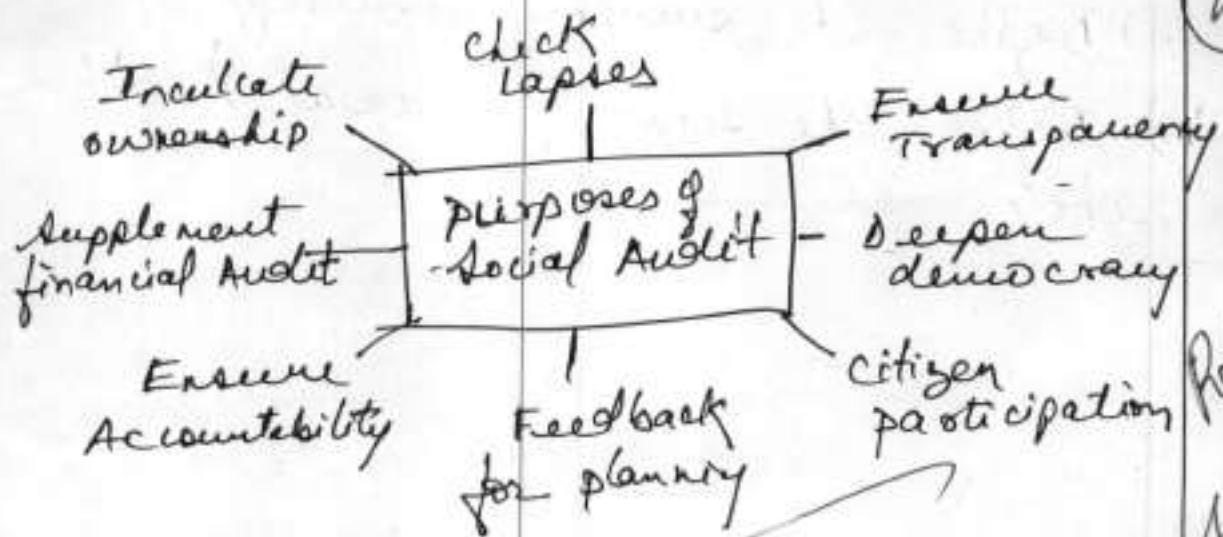 Check
Lapses
Inculcate
ownership
Ensure
Transparency
purposes of
Social Audit
Supplement
financial Audit
Deepen
democracy
Ensure
Accountability
Feedback
for planning
Citizen
participation